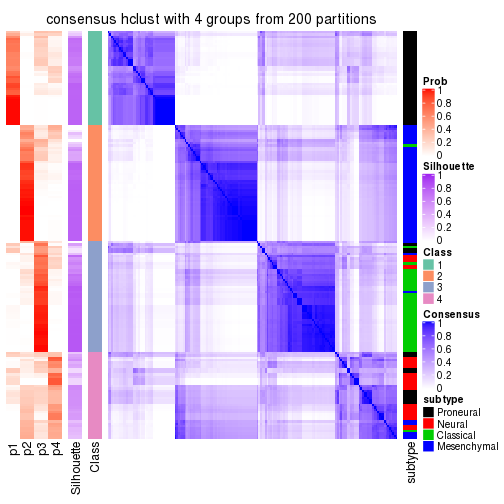 consensus hclust with 4 groups from 200 partitions
Prob
1
0.8
0.6
0.4
0.2
0
Silhouette
1
0.8
0.6
0.4
0.2
0
Class
1
2
3
4
Consensus
1
0.8
0.6
0.4
0.2
0
subtype
Proneural
Neural
Classical
Mesenchymal
p1
p2
p3
p4
Silhouette
Class
subtype